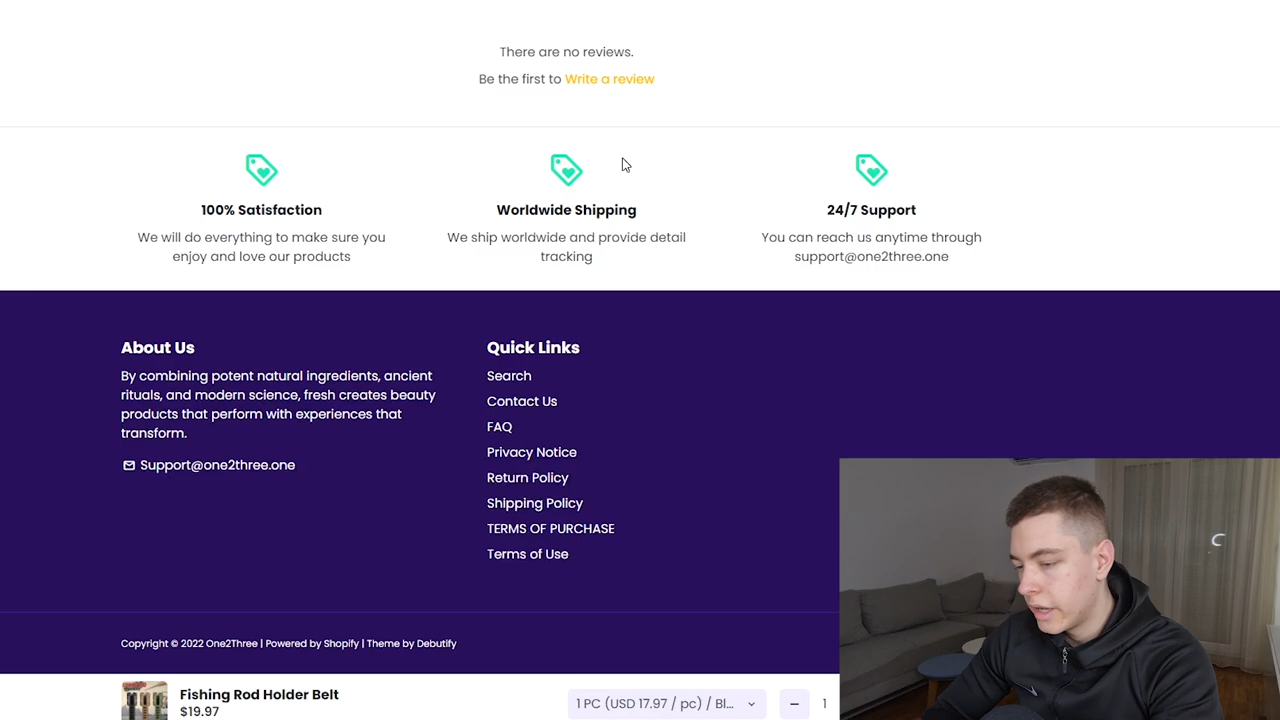 There are no reviews.
Be the first to Write a review
100% Satisfaction
We will do everything to make sure you
enjoy and love our products
Worldwide Shipping
We ship worldwide and provide detail
tracking
24/7 Support
You can reach us anytime through
support@one2three.one
About Us
By combining potent natural ingredients, ancient
rituals, and modern science, fresh creates beauty
products that perform with experiences that
transform.
Support@one2three.one
Quick Links
Search
Contact Us
FAQ
Privacy Notice
Return Policy
Shipping Policy
TERMS OF PURCHASE
Terms of Use
Copyright © 2022 One2Three | Powered by Shopify | Theme by Debutify
Fishing Rod Holder Belt
$19.97
1 PC (USD 17.97 / pc) / Bl...
− 1